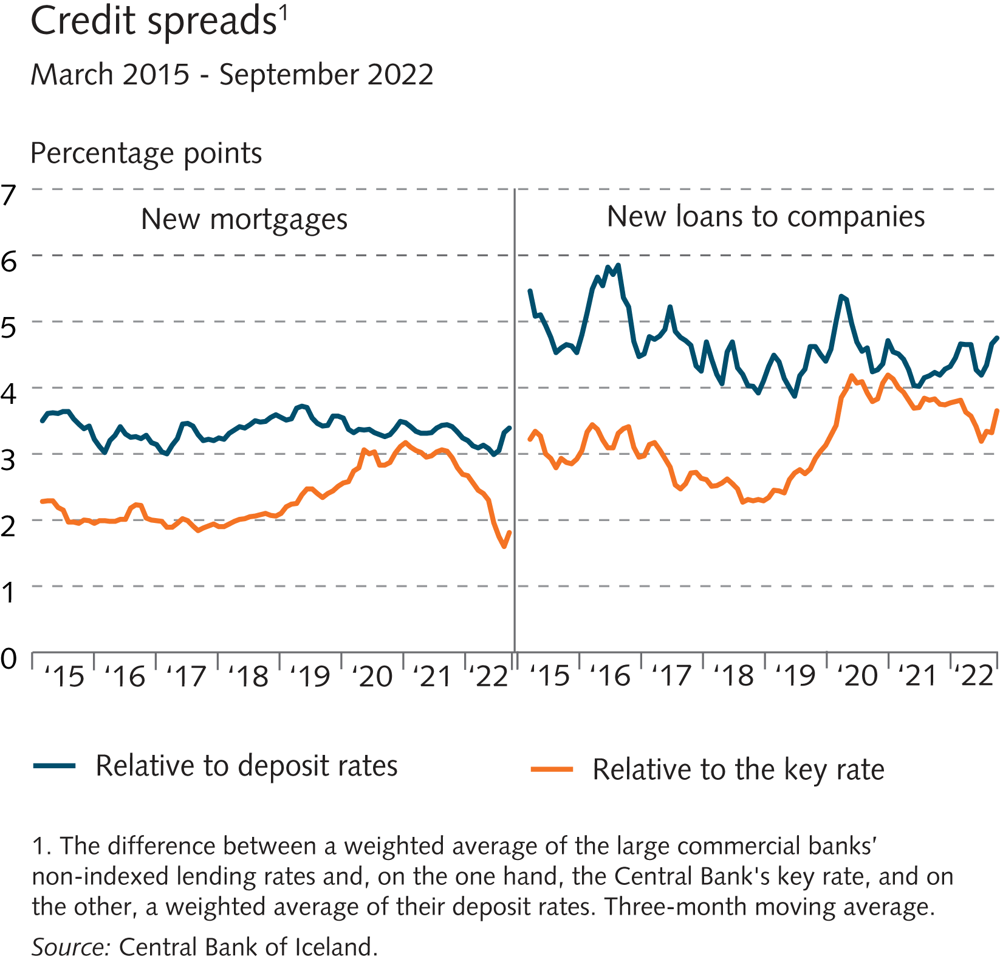 Credit spreads¹
March 2015 - September 2022
Percentage points
7
New mortgages
New loans to companies
6
5
4
3
2
1
0
‘15 ‘16 ‘17 ‘18 ‘19 ‘20 ‘21 ‘22 ‘15 ‘16 ‘17 ‘18 ‘19 ‘20 ‘21 ‘22
Relative to deposit rates
Relative to the key rate
1. The difference between a weighted average of the large commercial banks’
non-indexed lending rates and, on the one hand, the Central Bank's key rate, and on
the other, a weighted average of their deposit rates. Three-month moving average.
Source: Central Bank of Iceland.